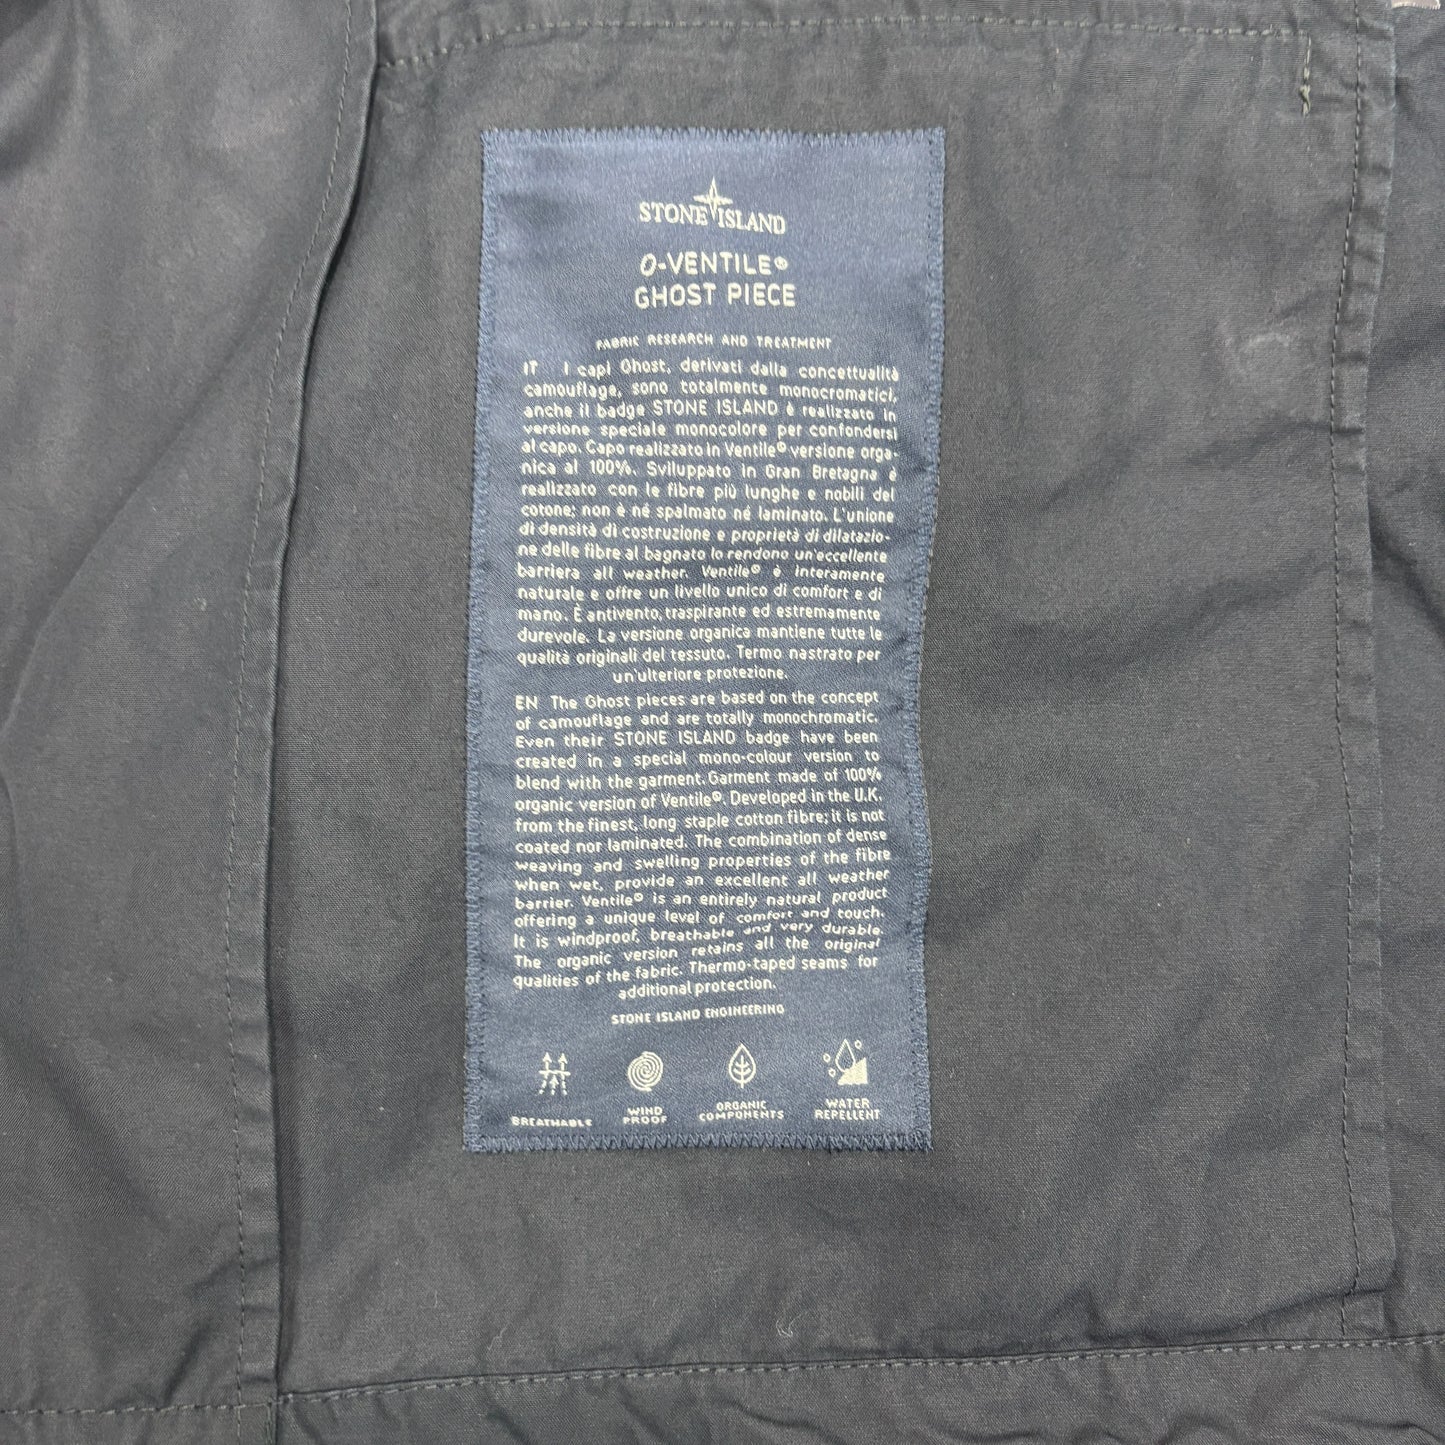 STONE ISLAND
O-VENTILE®
GHOST PIECE
FABRIC RESEARCH AND TREATMENT
IT I capi Ghost, derivati dalla concettualità
camouflage, sono totalmente monocromatici,
anche il badge STONE ISLAND è realizzato in
versione speciale monocolore per confondersi
al capo. Capo realizzato in Ventile® versione orga-
nica al 100%. Sviluppato in Gran Bretagna è
realizzato con le fibre più lunghe e nobili del
cotone; non è né spalmato né laminato. L'unione
di densità di costruzione e proprietà di dilatazio-
ne delle fibre al bagnato lo rendono un'eccellente
barriera all weather. Ventile® è interamente
naturale e offre un livello unico di comfort e di
mano. È antivento, traspirante ed estremamente
durevole. La versione organica mantiene tutte le
qualità originali del tessuto. Termo nastrato per
un'ulteriore protezione.
EN The Ghost pieces are based on the concept
of camouflage and are totally monochromatic.
Even their STONE ISLAND badge have been
created in a special mono-colour version to
blend with the garment. Garment made of 100%
organic version of Ventile®. Developed in the U.K.
from the finest, long staple cotton fibre; it is not
coated nor laminated. The combination of dense
weaving and swelling properties of the fibre
when wet, provide an excellent all weather
barrier. Ventile® is an entirely natural product
offering a unique level of comfort and touch.
It is windproof, breathable and very durable.
The organic version retains all the original
qualities of the fabric. Thermo-taped seams for
additional protection.
STONE ISLAND ENGINEERING
BREATHABLE
WIND
PROOF
ORGANIC
COMPONENTS
WATER
REPELLENT